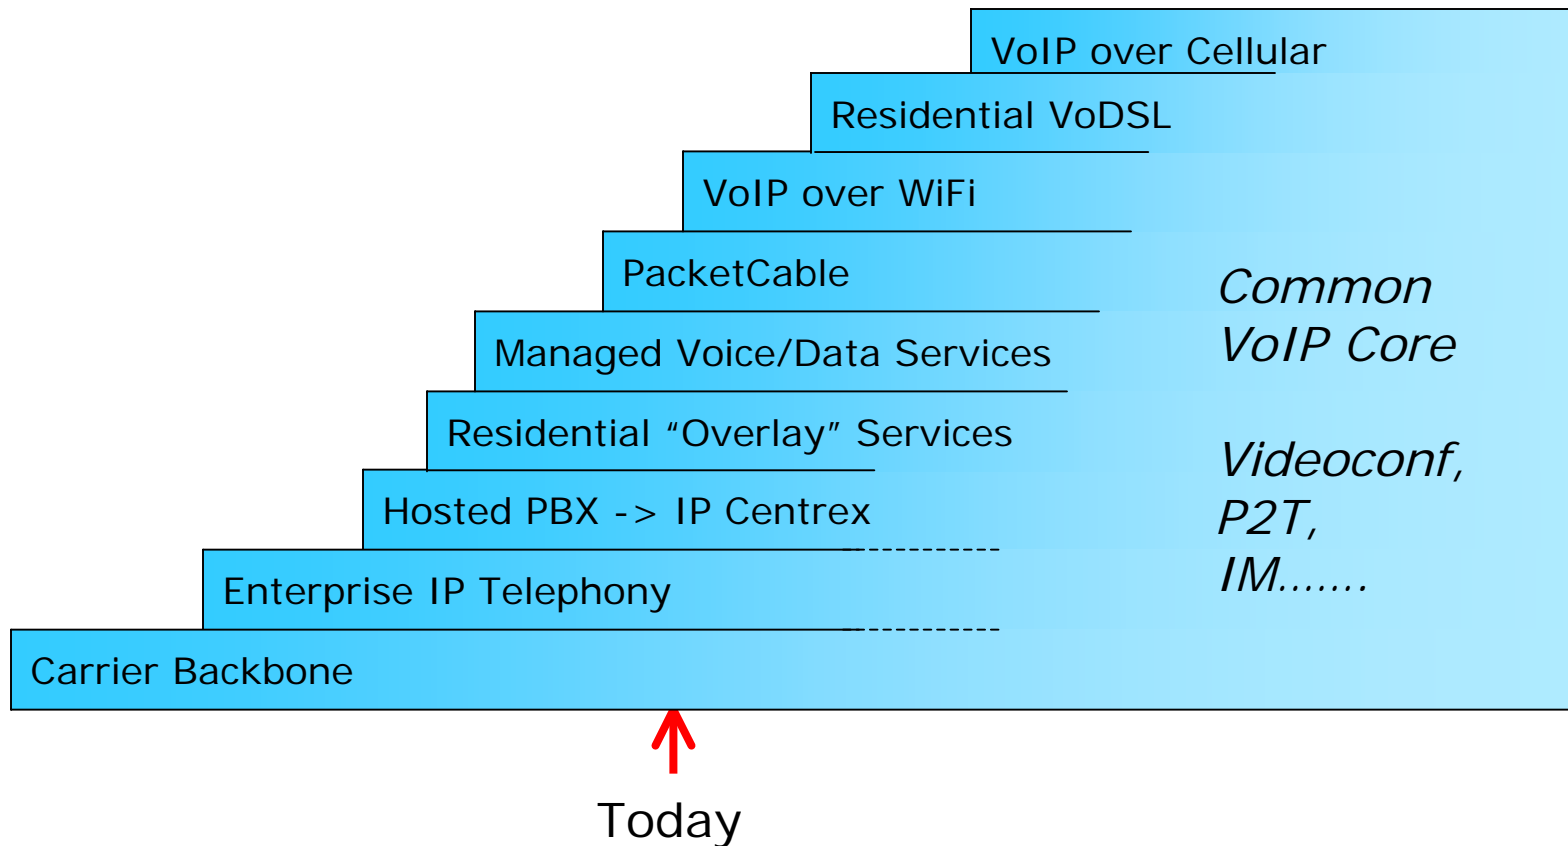 VoIP over Cellular
Residential VoDSL
VoIP over WiFi
PacketCable
Managed Voice/Data Services
Residential “Overlay” Services
Hosted PBX -> IP Centrex
Enterprise IP Telephony
Carrier Backbone
Common
VoIP Core
Videoconf,
P2T,
IM.......
Today